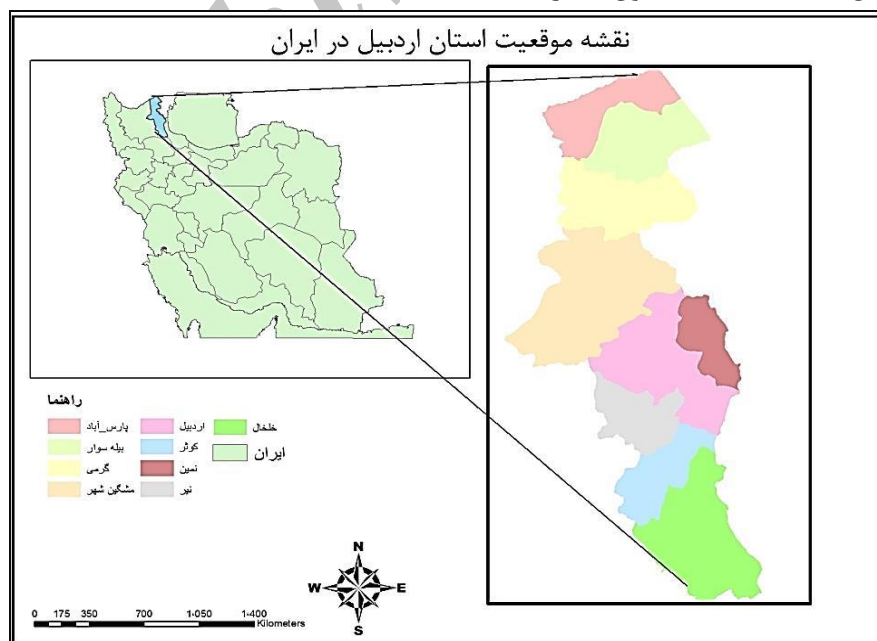 نقشه موقعیت استان اردبیل در ایران
راهنما
پارس_آباد
بیله سوار
گرمی
مشگین شهر
اردبیل
کوثر
نمین
نیر
خلخال
ایران
N
W E
S
0 175 350 700 1-050 1-400
Kilometers